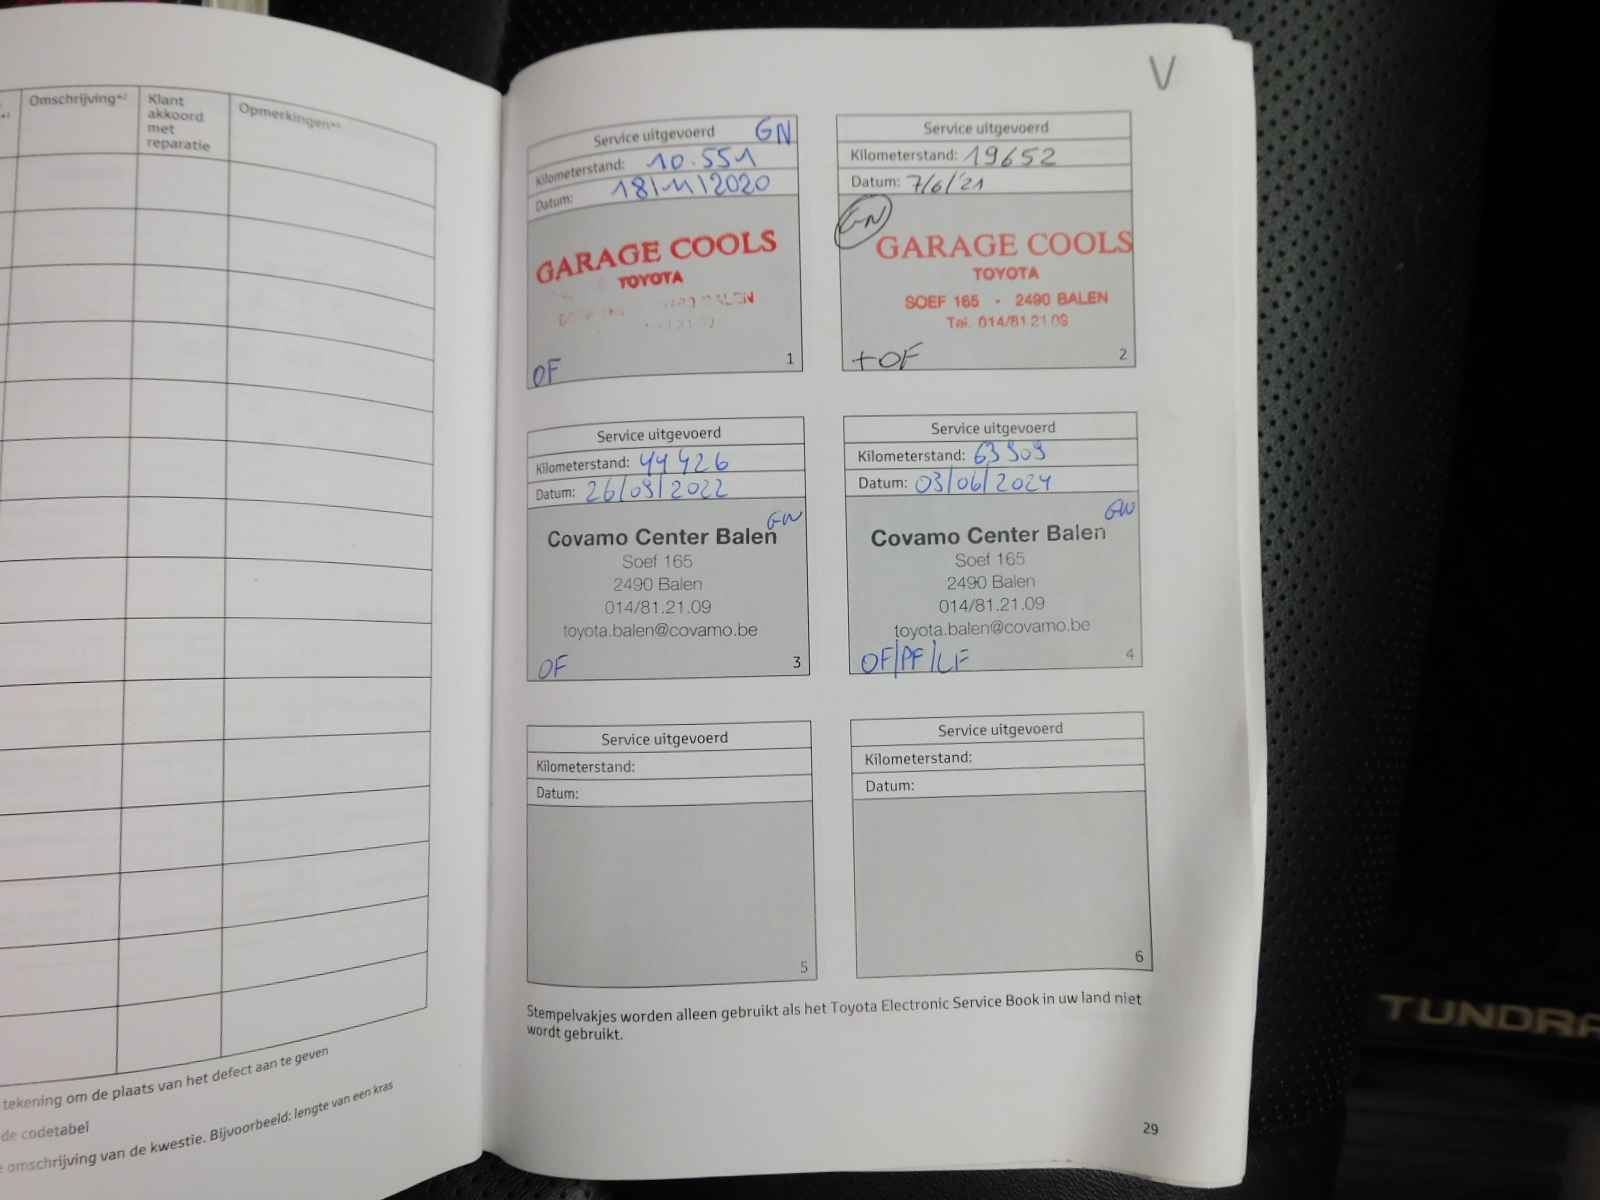 Omschrijving*²
Klant
akkoord
met
reparatie
Opmerkingen*³
V
Service uitgevoerd GN
Kilometerstand: 10.551
Datum: 18/11/2020
GARAGE COOLS
TOYOTA
BALEN
OF
1
Service uitgevoerd
Kilometerstand: 19652
Datum: 7/6/'21
GN
GARAGE COOLS
TOYOTA
SOEF 165 - 2490 BALEN
Tel. 014/81 21 09
+OF
2
Service uitgevoerd
Kilometerstand: 44426
Datum: 26/09/2022
GN
Covamo Center Balen
Soef 165
2490 Balen
014/81.21.09
toyota.balen@covamo.be
OF
3
Service uitgevoerd
Kilometerstand: 63909
Datum: 03/06/2024
GN
Covamo Center Balen
Soef 165
2490 Balen
014/81.21.09
toyota.balen@covamo.be
OF/PF/LF
4
Service uitgevoerd
Kilometerstand:
Datum:
5
Service uitgevoerd
Kilometerstand:
Datum:
6
Stempelvakjes worden alleen gebruikt als het Toyota Electronic Service Book in uw land niet
wordt gebruikt.
29
tekening om de plaats van het defect aan te geven
de codetabel
omschrijving van de kwestie. Bijvoorbeeld: lengte van een kras
TUNDRA